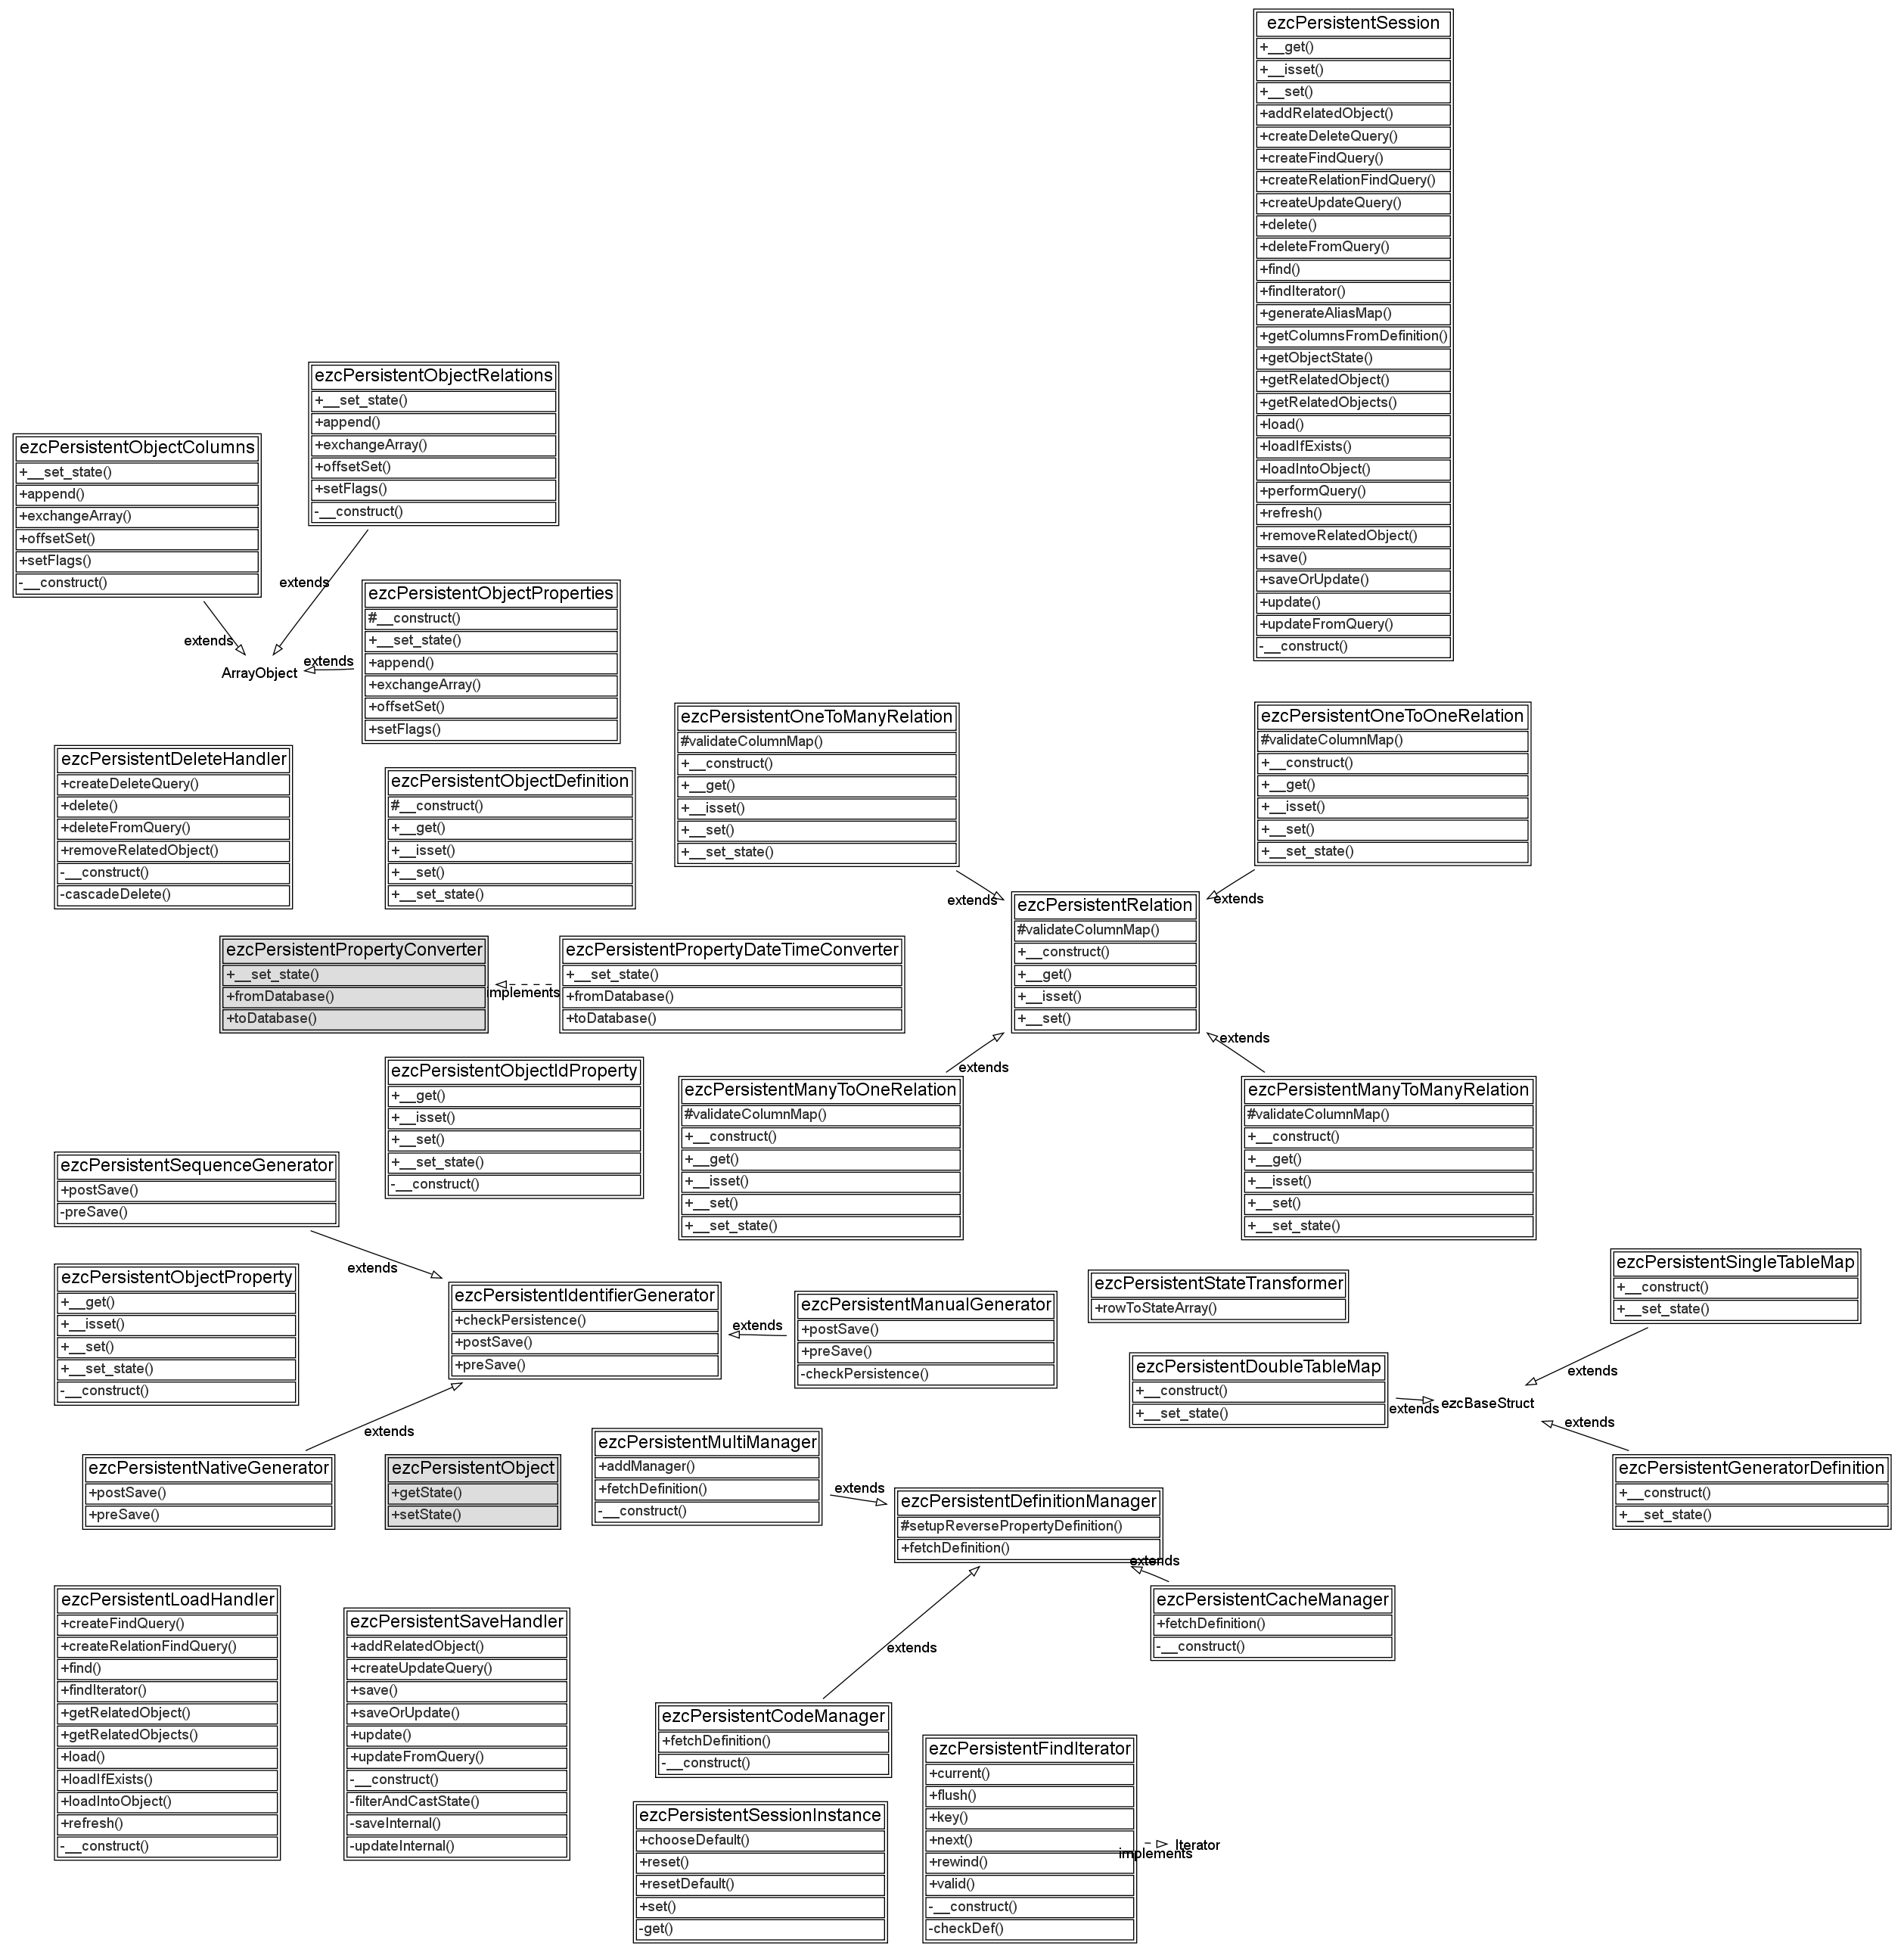 ezcPersistentSession
+__get()
+__isset()
+__set()
+addRelatedObject()
+createDeleteQuery()
+createFindQuery()
+createRelationFindQuery()
+createUpdateQuery()
+delete()
+deleteFromQuery()
+find()
+findIterator()
+generateAliasMap()
+getColumnsFromDefinition()
+getObjectState()
+getRelatedObject()
+getRelatedObjects()
+load()
+loadIfExists()
+loadIntoObject()
+performQuery()
+refresh()
+removeRelatedObject()
+save()
+saveOrUpdate()
+update()
+updateFromQuery()
-__construct()
ezcPersistentObjectRelations
+__set_state()
+append()
+exchangeArray()
+offsetSet()
+setFlags()
-__construct()
ezcPersistentObjectColumns
+__set_state()
+append()
+exchangeArray()
+offsetSet()
+setFlags()
-__construct()
extends
extends
extends
ArrayObject
ezcPersistentObjectProperties
#__construct()
+__set_state()
+append()
+exchangeArray()
+offsetSet()
+setFlags()
ezcPersistentOneToManyRelation
#validateColumnMap()
+__construct()
+__get()
+__isset()
+__set()
+__set_state()
ezcPersistentOneToOneRelation
#validateColumnMap()
+__construct()
+__get()
+__isset()
+__set()
+__set_state()
ezcPersistentDeleteHandler
+createDeleteQuery()
+delete()
+deleteFromQuery()
+removeRelatedObject()
-__construct()
-cascadeDelete()
ezcPersistentObjectDefinition
#__construct()
+__get()
+__isset()
+__set()
+__set_state()
extends
extends
ezcPersistentRelation
#validateColumnMap()
+__construct()
+__get()
+__isset()
+__set()
ezcPersistentPropertyConverter
+__set_state()
+fromDatabase()
+toDatabase()
implements
ezcPersistentPropertyDateTimeConverter
+__set_state()
+fromDatabase()
+toDatabase()
extends
extends
ezcPersistentObjectIdProperty
+__get()
+__isset()
+__set()
+__set_state()
-__construct()
ezcPersistentManyToOneRelation
#validateColumnMap()
+__construct()
+__get()
+__isset()
+__set()
+__set_state()
ezcPersistentManyToManyRelation
#validateColumnMap()
+__construct()
+__get()
+__isset()
+__set()
+__set_state()
ezcPersistentSequenceGenerator
+postSave()
-preSave()
extends
ezcPersistentObjectProperty
+__get()
+__isset()
+__set()
+__set_state()
-__construct()
ezcPersistentIdentifierGenerator
+checkPersistence()
+postSave()
+preSave()
extends
ezcPersistentManualGenerator
+postSave()
+preSave()
-checkPersistence()
ezcPersistentStateTransformer
+rowToStateArray()
ezcPersistentSingleTableMap
+__construct()
+__set_state()
ezcPersistentDoubleTableMap
+__construct()
+__set_state()
extends
extends
ezcBaseStruct
extends
ezcPersistentGeneratorDefinition
+__construct()
+__set_state()
extends
ezcPersistentNativeGenerator
+postSave()
+preSave()
ezcPersistentObject
+getState()
+setState()
ezcPersistentMultiManager
+addManager()
+fetchDefinition()
-__construct()
extends
ezcPersistentDefinitionManager
#setupReversePropertyDefinition()
+fetchDefinition()
extends
ezcPersistentCacheManager
+fetchDefinition()
-__construct()
extends
ezcPersistentLoadHandler
+createFindQuery()
+createRelationFindQuery()
+find()
+findIterator()
+getRelatedObject()
+getRelatedObjects()
+load()
+loadIfExists()
+loadIntoObject()
+refresh()
-__construct()
ezcPersistentSaveHandler
+addRelatedObject()
+createUpdateQuery()
+save()
+saveOrUpdate()
+update()
+updateFromQuery()
-__construct()
-filterAndCastState()
-saveInternal()
-updateInternal()
ezcPersistentCodeManager
+fetchDefinition()
-__construct()
ezcPersistentSessionInstance
+chooseDefault()
+reset()
+resetDefault()
+set()
-get()
ezcPersistentFindIterator
+current()
+flush()
+key()
+next()
+rewind()
+valid()
-__construct()
-checkDef()
implements
Iterator